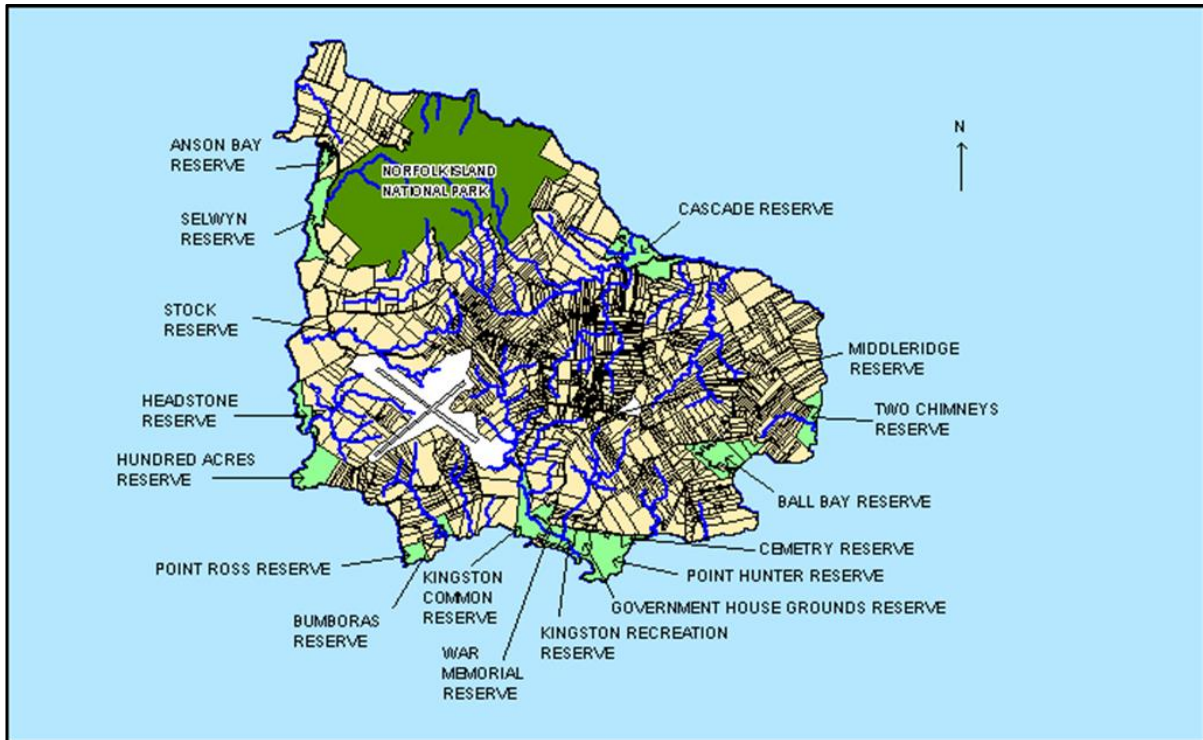 N
NORFOLK ISLAND
NATIONAL PARK
ANSON BAY
RESERVE
SELWYN
RESERVE
CASCADE RESERVE
STOCK
RESERVE
MIDDLERIDGE
RESERVE
HEADSTONE
RESERVE
TWO CHIMNEYS
RESERVE
HUNDRED ACRES
RESERVE
BALL BAY RESERVE
POINT ROSS RESERVE
BUMBORAS
RESERVE
KINGSTON
COMMON
RESERVE
WAR
MEMORIAL
RESERVE
KINGSTON RECREATION
RESERVE
GOVERNMENT HOUSE GROUNDS RESERVE
POINT HUNTER RESERVE
CEMETRY RESERVE